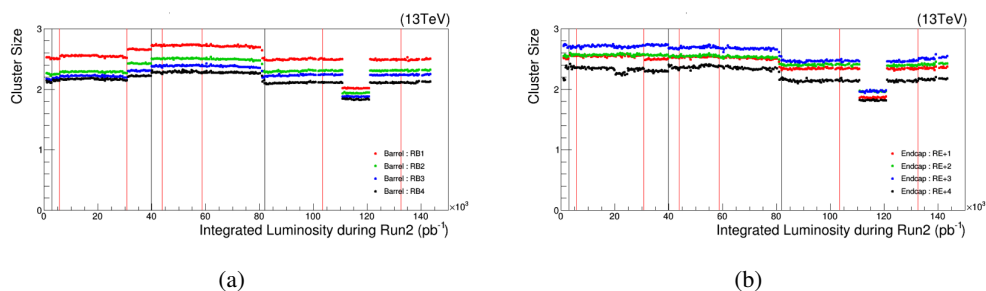 (13TeV)
Cluster Size
3
2
1
0
Barrel : RB1
Barrel : RB2
Barrel : RB3
Barrel : RB4
0 20 40 60 80 100 120 140
×10³
Integrated Luminosity during Run2 (pb⁻¹)
(a)
(13TeV)
Cluster Size
3
2
1
0
Endcap : RE+1
Endcap : RE+2
Endcap : RE+3
Endcap : RE+4
0 20 40 60 80 100 120 140
×10³
Integrated Luminosity during Run2 (pb⁻¹)
(b)